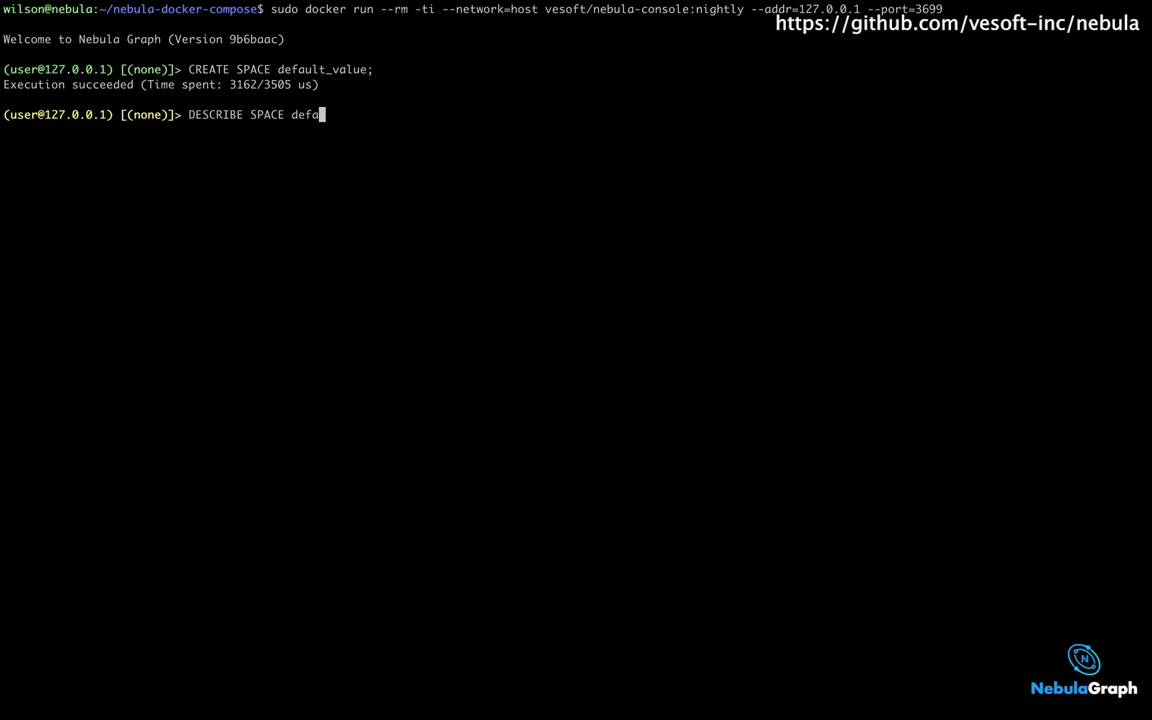 wilson@nebula:~/nebula-docker-compose$ sudo docker run --rm -ti --network=host vesoft/nebula-console:nightly --addr=127.0.0.1 --port=3699
https://github.com/vesoft-inc/nebula
Welcome to Nebula Graph (Version 9b6baac)
(user@127.0.0.1) [(none)]> CREATE SPACE default_value;
Execution succeeded (Time spent: 3162/3505 us)
(user@127.0.0.1) [(none)]> DESCRIBE SPACE defa
N
NebulaGraph